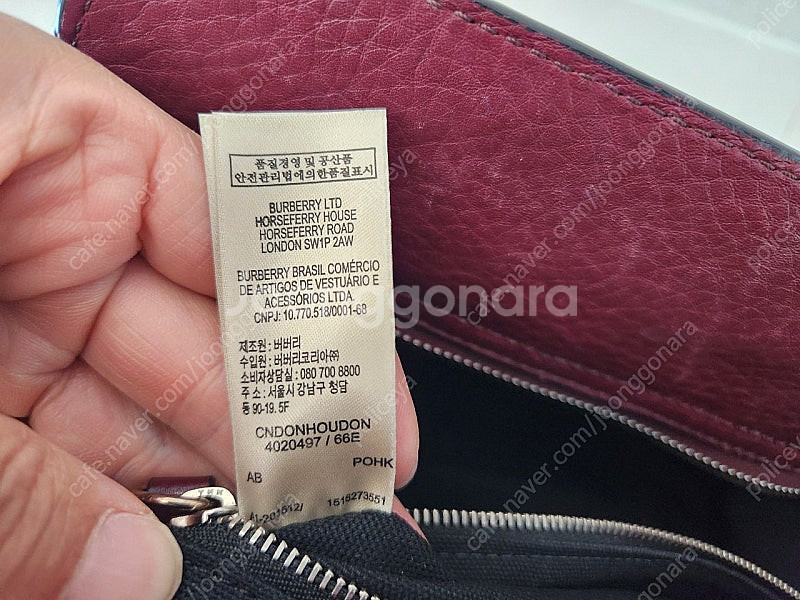 품질경영 및 공산품
안전관리법에의한품질표시
BURBERRY LTD
HORSEFERRY HOUSE
HORSEFERRY ROAD
LONDON SW1P 2AW
BURBERRY BRASIL COMÉRCIO
DE ARTIGOS DE VESTUÁRIO E
ACESSÓRIOS LTDA
CNPJ: 10.770.518/0001-68
제조원 : 버버리
수입원 : 버버리코리아㈜
소비자상담실 : 080 700 8800
주 소 : 서울시 강남구 청담
동 90-19. 5F
CNDONHOUDON
4020497 / 66E
AB
POHK
1515273551
joonggonara
cafe.naver.com/joonggonara
policeya